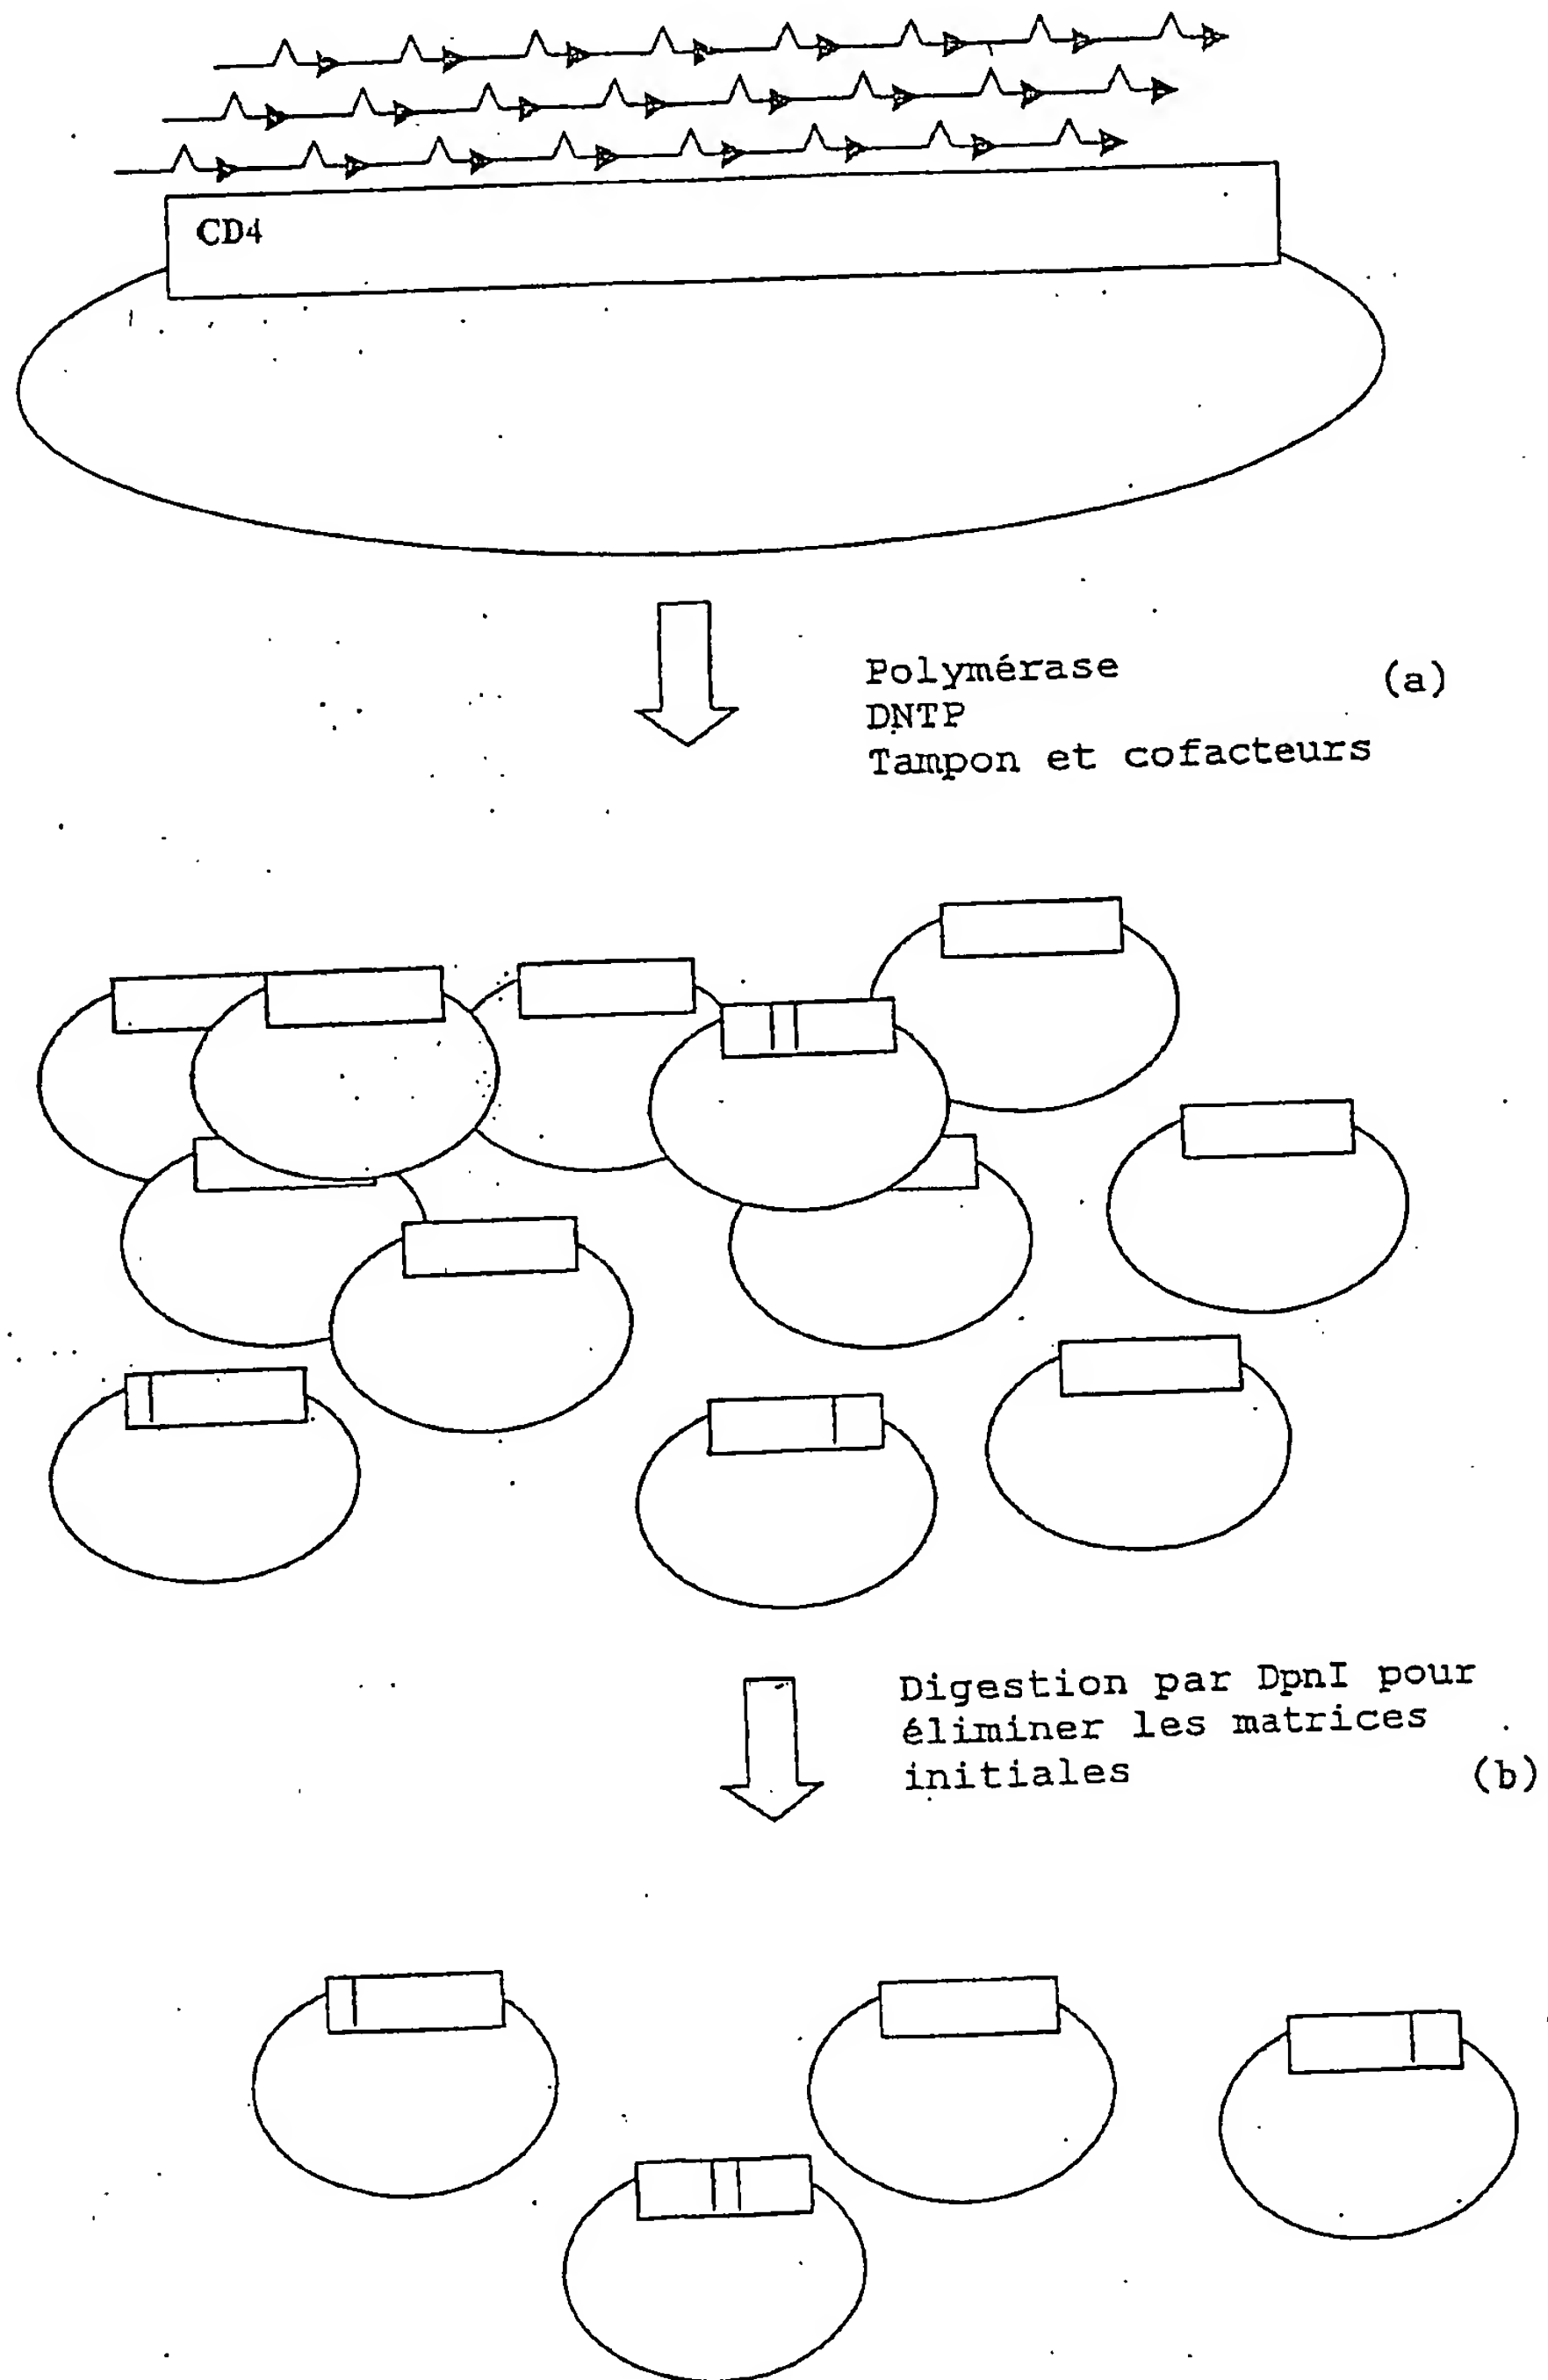 CD4
Polymérase
(a)
DNTP
Tampon et cofacteurs
Digestion par DpnI pour
éliminer les matrices
initiales
(b)